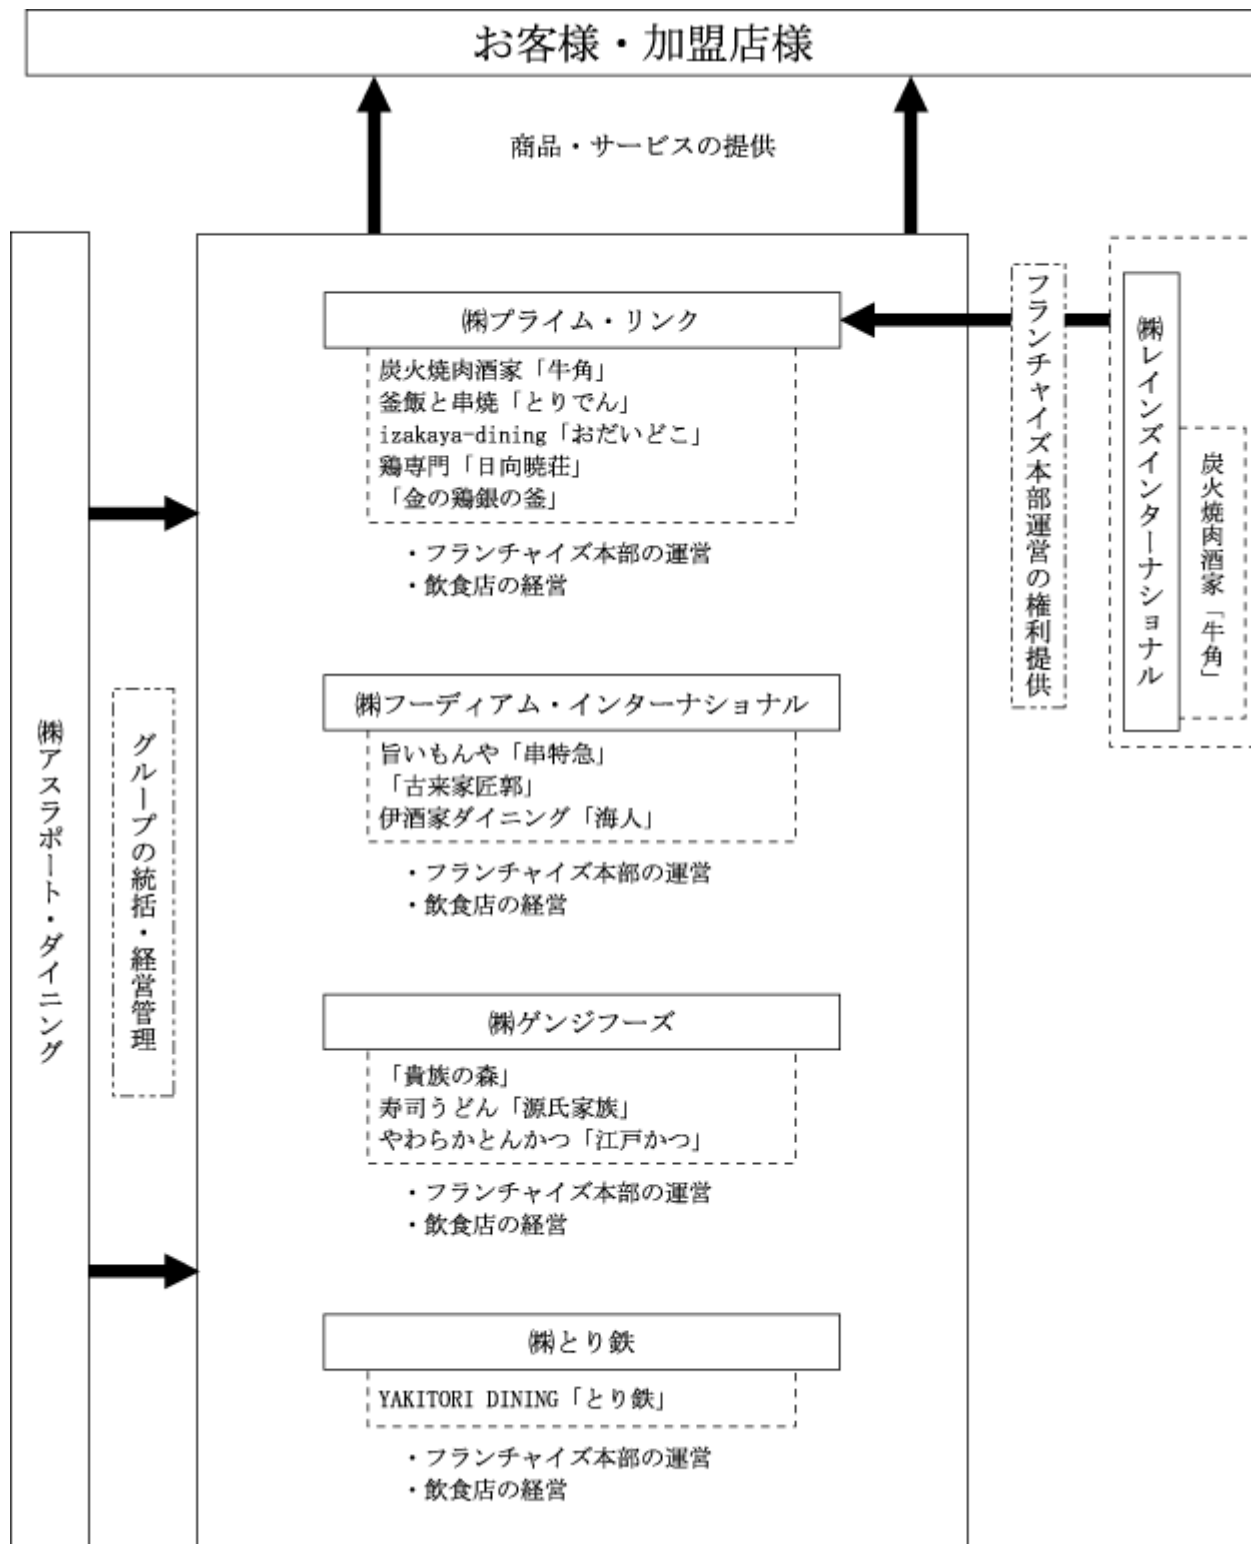 お客様・加盟店様
商品・サービスの提供
㈱アスラポート・ダイニング
グループの統括・経営管理
㈱プライム・リンク
炭火焼肉酒家「牛角」
釜飯と串焼「とりでん」
izakaya-dining「おだいどこ」
鶏専門「日向暁荘」
「金の鶏銀の釜」
・フランチャイズ本部の運営
・飲食店の経営
㈱フーディアム・インターナショナル
旨いもんや「串特急」
「古来家匠郭」
伊酒家ダイニング「海人」
・フランチャイズ本部の運営
・飲食店の経営
㈱ゲンジフーズ
「貴族の森」
寿司うどん「源氏家族」
やわらかとんかつ「江戸かつ」
・フランチャイズ本部の運営
・飲食店の経営
㈱とり鉄
YAKITORI DINING「とり鉄」
・フランチャイズ本部の運営
・飲食店の経営
フランチャイズ本部運営の権利提供
㈱レインズインターナショナル
炭火焼肉酒家「牛角」